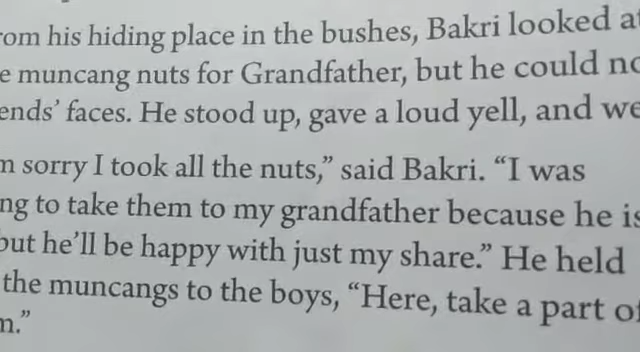 from his hiding place in the bushes, Bakri looked at
e muncang nuts for Grandfather, but he could no
ends’ faces. He stood up, gave a loud yell, and we
m sorry I took all the nuts,” said Bakri. “I was
ng to take them to my grandfather because he is
but he’ll be happy with just my share.” He held
the muncangs to the boys, “Here, take a part of
m.”